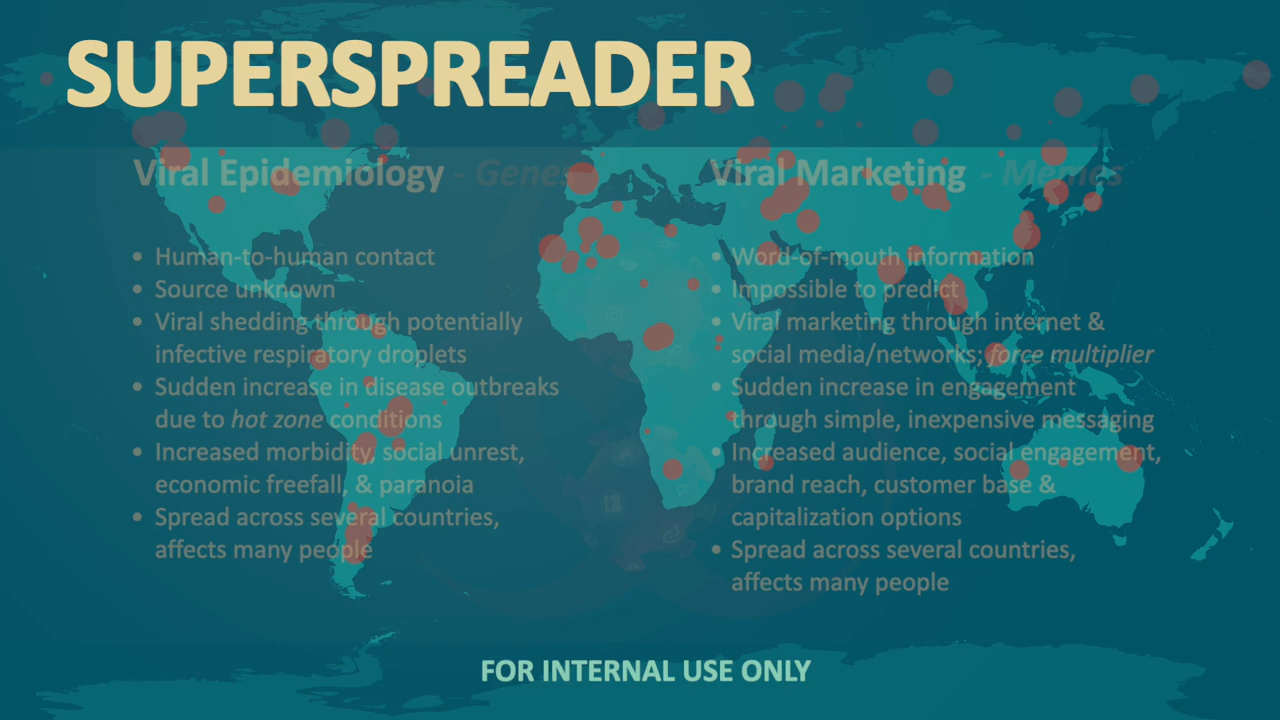 SUPERSPREADER
Viral Epidemiology - Genes
• Human-to-human contact
• Source unknown
• Viral shedding through potentially
infective respiratory droplets
• Sudden increase in disease outbreaks
due to hot zone conditions
• Increased morbidity, social unrest,
economic freefall, & paranoia
• Spread across several countries,
affects many people
Viral Marketing - Memes
• Word-of-mouth information
• Impossible to predict
• Viral marketing through internet &
social media/networks; force multiplier
• Sudden increase in engagement
through simple, inexpensive messaging
• Increased audience, social engagement,
brand reach, customer base &
capitalization options
• Spread across several countries,
affects many people
FOR INTERNAL USE ONLY